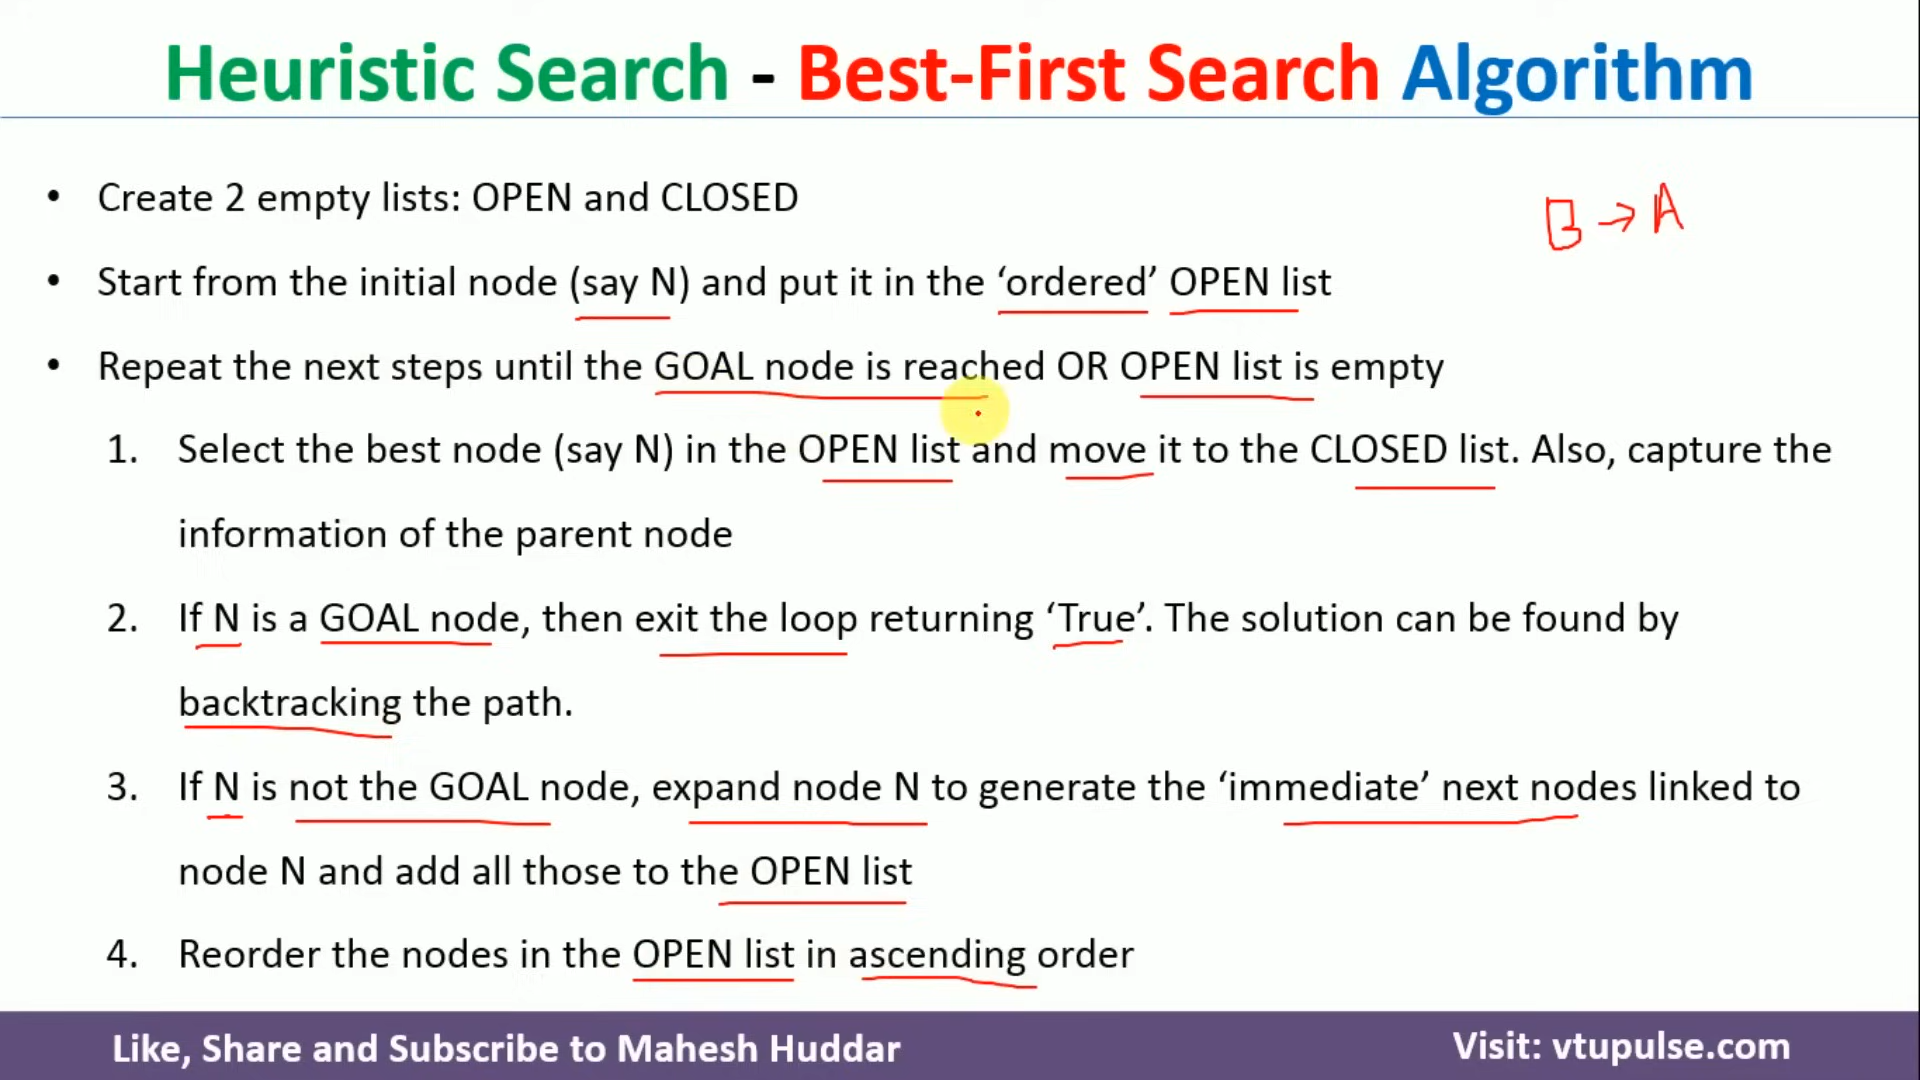 Heuristic Search - Best-First Search Algorithm
• Create 2 empty lists: OPEN and CLOSED
B → A
• Start from the initial node (say N) and put it in the ‘ordered’ OPEN list
• Repeat the next steps until the GOAL node is reached OR OPEN list is empty
1. Select the best node (say N) in the OPEN list and move it to the CLOSED list. Also, capture the
information of the parent node
2. If N is a GOAL node, then exit the loop returning ‘True’. The solution can be found by
backtracking the path.
3. If N is not the GOAL node, expand node N to generate the ‘immediate’ next nodes linked to
node N and add all those to the OPEN list
4. Reorder the nodes in the OPEN list in ascending order
Like, Share and Subscribe to Mahesh Huddar
Visit: vtupulse.com